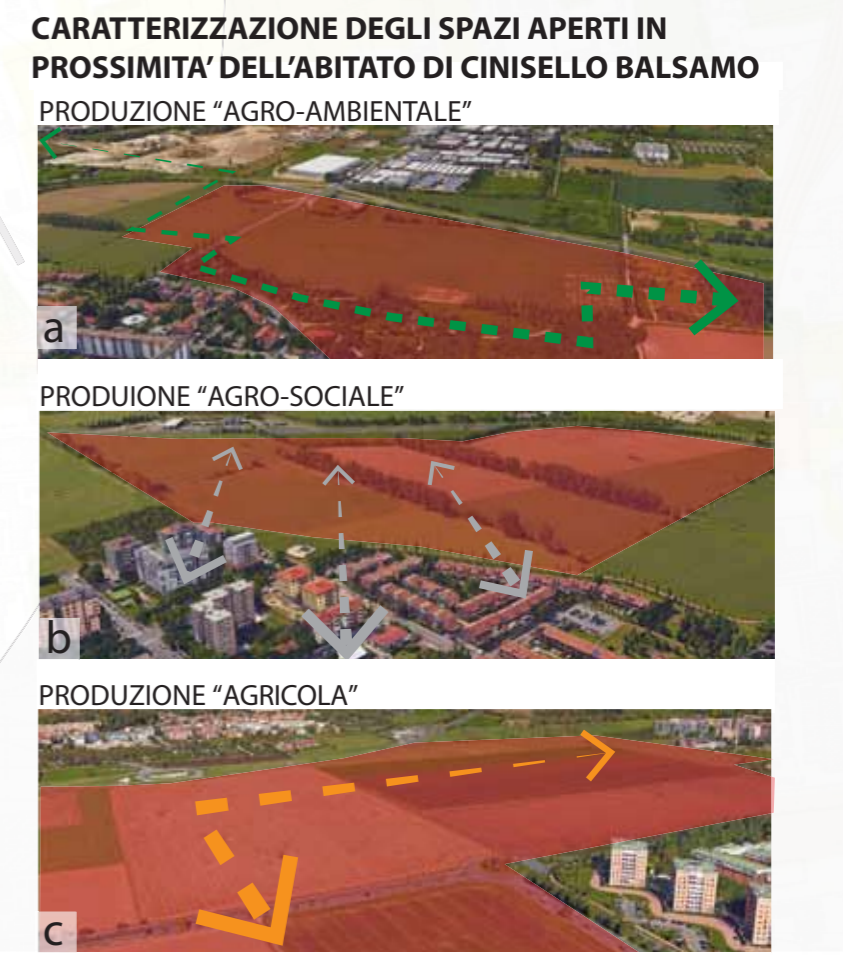 CARATTERIZZAZIONE DEGLI SPAZI APERTI IN
PROSSIMITA’ DELL’ABITATO DI CINISELLO BALSAMO
PRODUZIONE “AGRO-AMBIENTALE”
a
PRODUIONE “AGRO-SOCIALE”
b
PRODUZIONE “AGRICOLA”
c